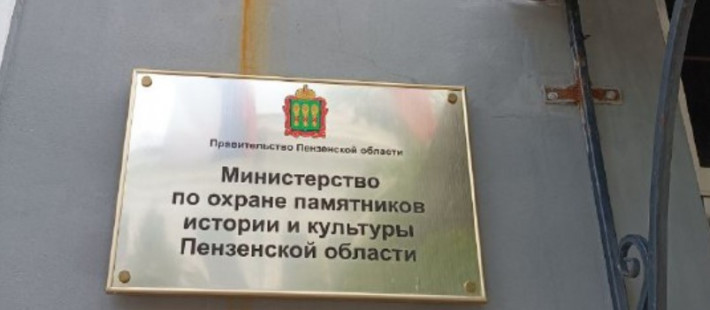 Правительство Пензенской области
Министерство
по охране памятников
истории и культуры
Пензенской области